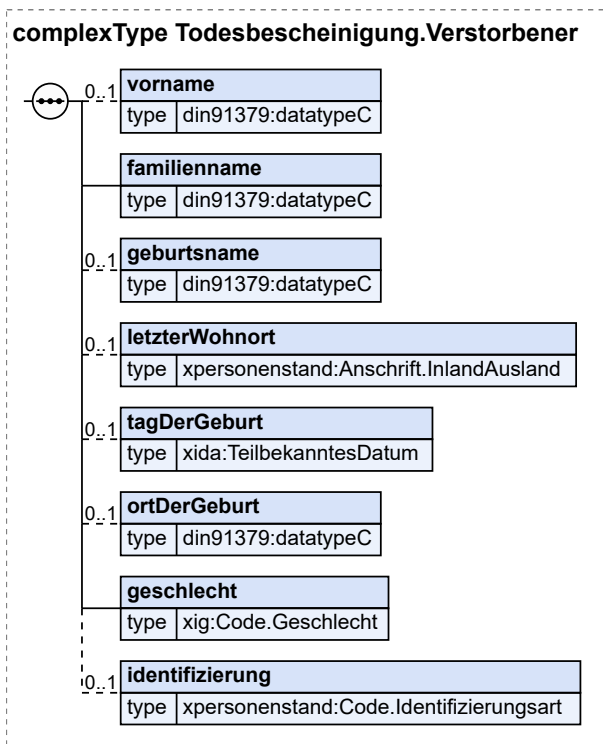 complexType Todesbescheinigung.Verstorbener
0..1 vorname
type din91379:datatypeC
familienname
type din91379:datatypeC
0..1 geburtsname
type din91379:datatypeC
0..1 letzterWohnort
type xpersonenstand:Anschrift.InlandAusland
0..1 tagDerGeburt
type xida:TeilbekanntesDatum
0..1 ortDerGeburt
type din91379:datatypeC
geschlecht
type xig:Code.Geschlecht
0..1 identifizierung
type xpersonenstand:Code.Identifizierungsart